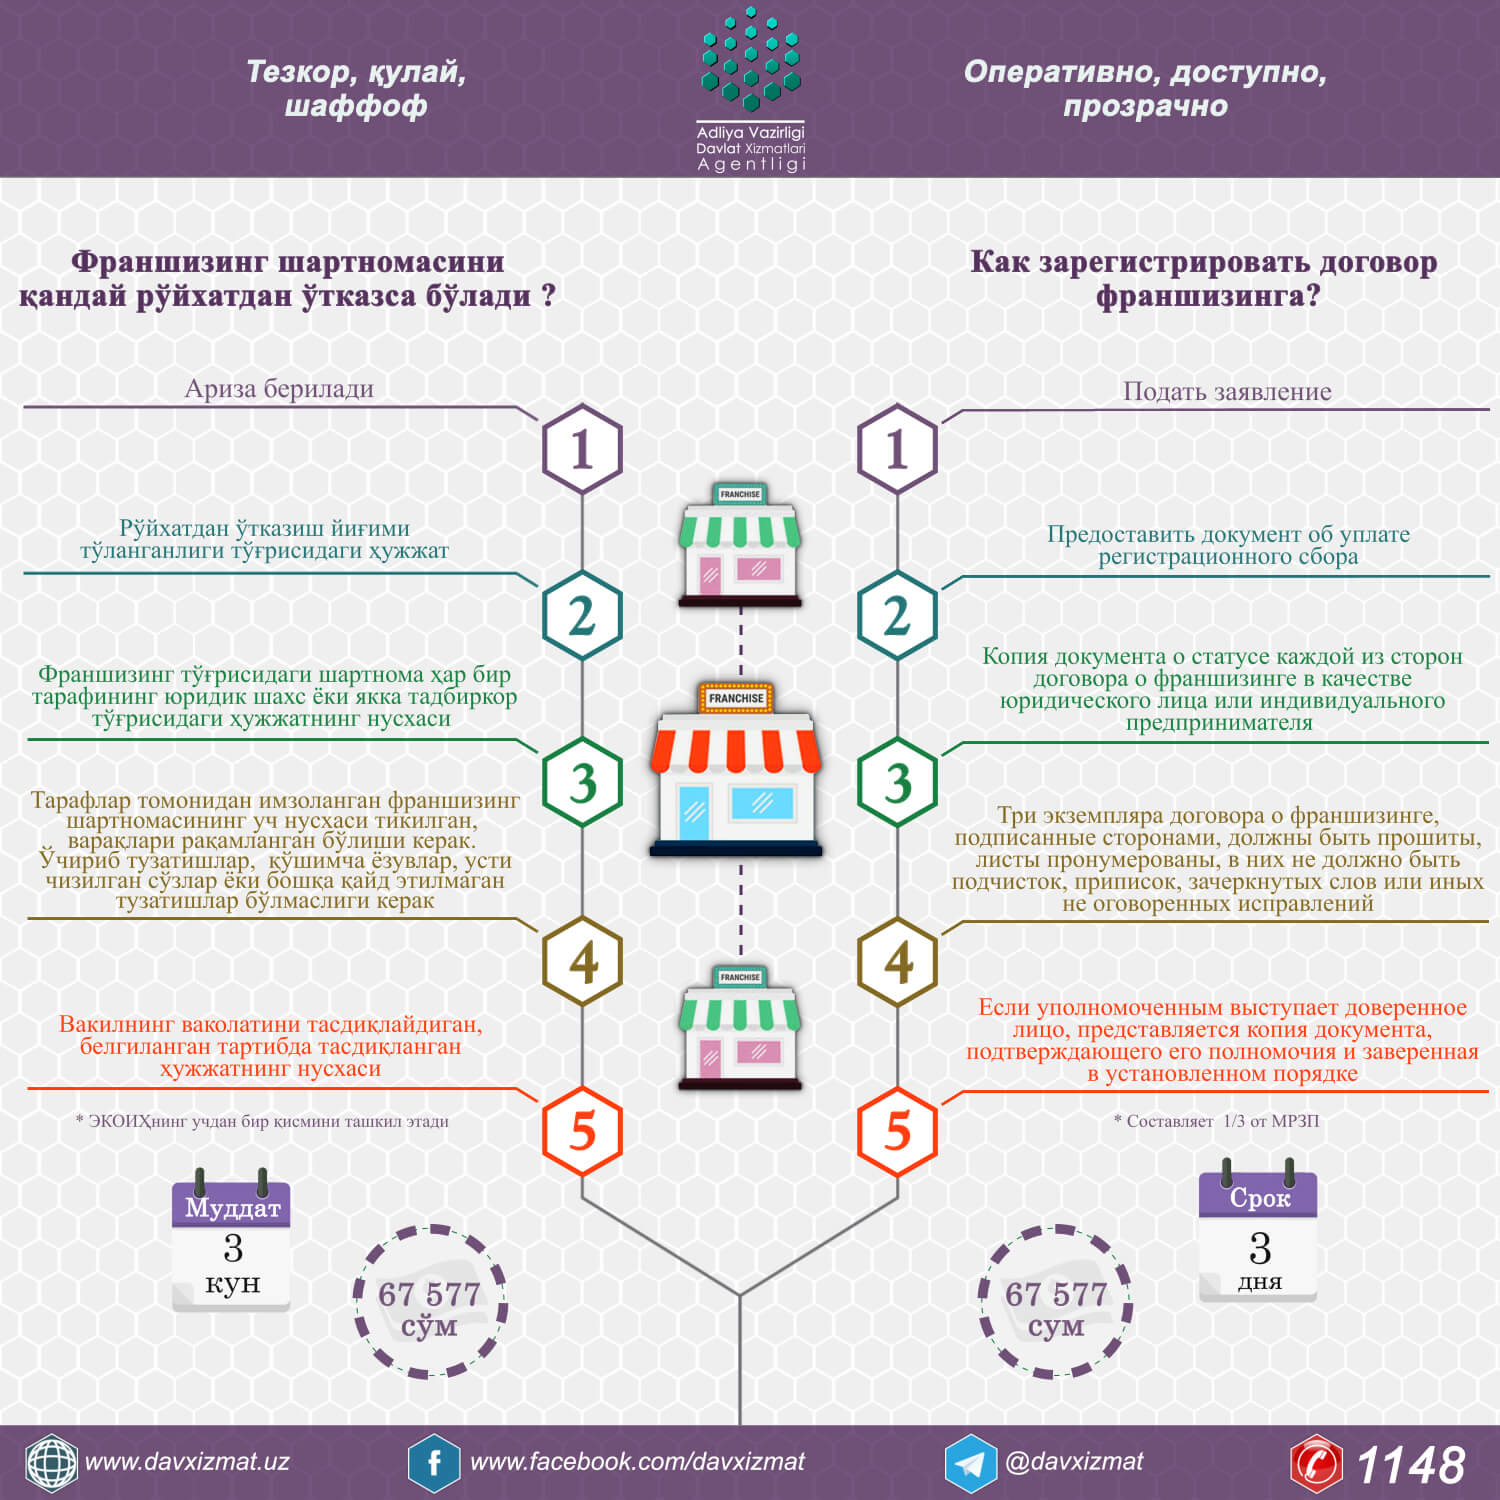 Тезкор, қулай,
шаффоф
Adliya Vazirligi
Davlat Xizmatlari
Agentligi
Оперативно, доступно,
прозрачно
Франшизинг шартномасини
қандай рўйхатдан ўтказса бўлади ?
Ариза берилади
1
Рўйхатдан ўтказиш йиғими
тўланганлиги тўғрисидаги ҳужжат
2
Франшизинг тўғрисидаги шартнома ҳар бир
тарафининг юридик шахс ёки якка тадбиркор
тўғрисидаги ҳужжатнинг нусхаси
3
Тарафлар томонидан имзоланган франшизинг
шартномасининг уч нусхаси тикилган,
варақлари рақамланган бўлиши керак.
Ўчириб тузатишлар, қўшимча ёзувлар, усти
чизилган сўзлар ёки бошқа қайд этилмаган
тузатишлар бўлмаслиги керак
4
Вакилнинг ваколатини тасдиқлайдиган,
белгиланган тартибда тасдиқланган
ҳужжатнинг нусхаси
5
* ЭКОИҲнинг учдан бир қисмини ташкил этади
Муддат
3
кун
67 577
сўм
FRANCHISE
FRANCHISE
FRANCHISE
Как зарегистрировать договор
франшизинга?
Подать заявление
1
Предоставить документ об уплате
регистрационного сбора
2
Копия документа о статусе каждой из сторон
договора о франшизинге в качестве
юридического лица или индивидуального
предпринимателя
3
Три экземпляра договора о франшизинге,
подписанные сторонами, должны быть прошиты,
листы пронумерованы, в них не должно быть
подчисток, приписок, зачеркнутых слов или иных
не оговоренных исправлений
4
Если уполномоченным выступает доверенное
лицо, представляется копия документа,
подтверждающего его полномочия и заверенная
в установленном порядке
5
* Составляет 1/3 от МРЗП
67 577
сум
Срок
3
дня
www.davxizmat.uz
www.facebook.com/davxizmat
@davxizmat
1148